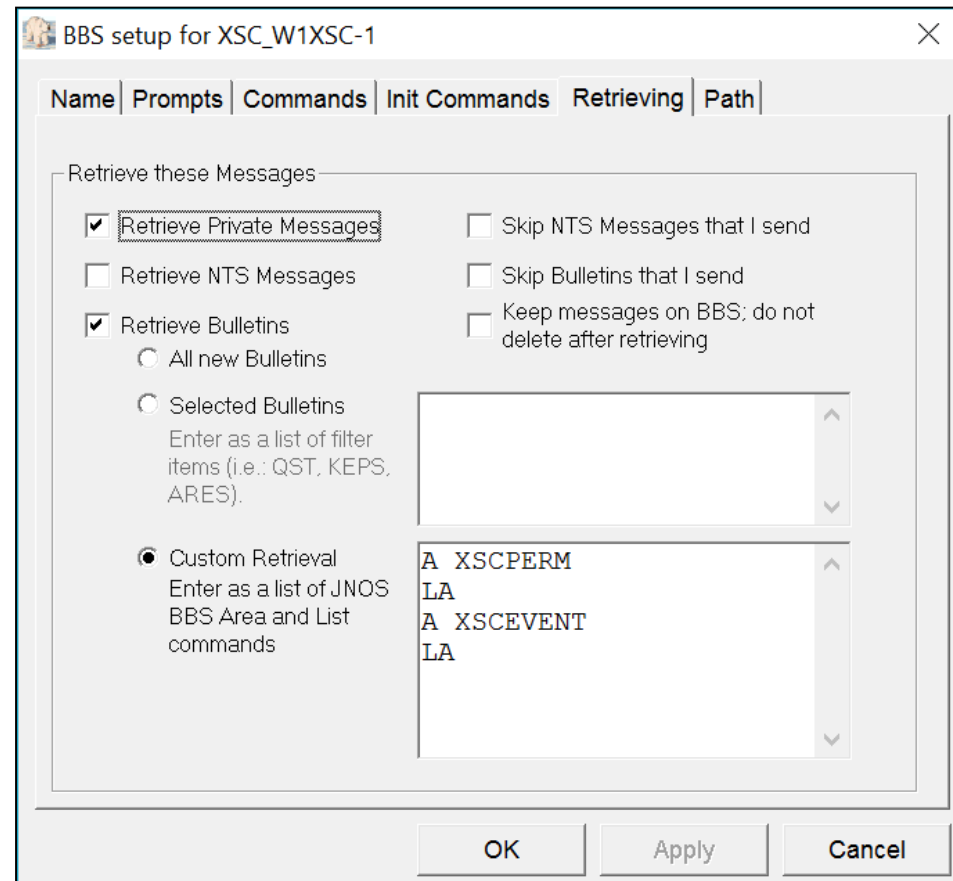 BBS setup for XSC_W1XSC-1
Name Prompts Commands Init Commands Retrieving Path
Retrieve these Messages
Retrieve Private Messages
Skip NTS Messages that I send
Retrieve NTS Messages
Skip Bulletins that I send
Retrieve Bulletins
Keep messages on BBS; do not
delete after retrieving
All new Bulletins
Selected Bulletins
Enter as a list of filter
items (i.e.: QST, KEPS,
ARES).
Custom Retrieval
Enter as a list of JNOS
BBS Area and List
commands
A XSCPERM
LA
A XSCEVENT
LA
OK Apply Cancel